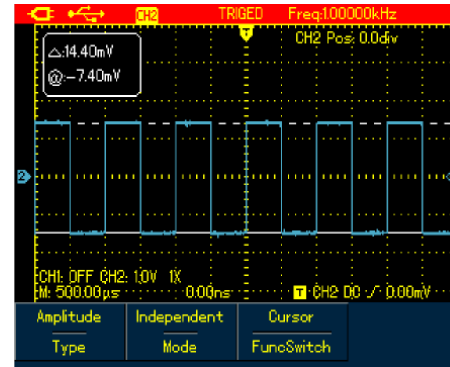 CH2 TRIGED Freq:1.00000kHz
T CH2 Pos: 0.0div
△:14.40mV
@:-7.40mV
2
CH1: OFF CH2: 1.0V 1X
M: 500.00μs 0.00ns T CH2 DC 0.00mV
Amplitude Independent Cursor
Type Mode FuncSwitch